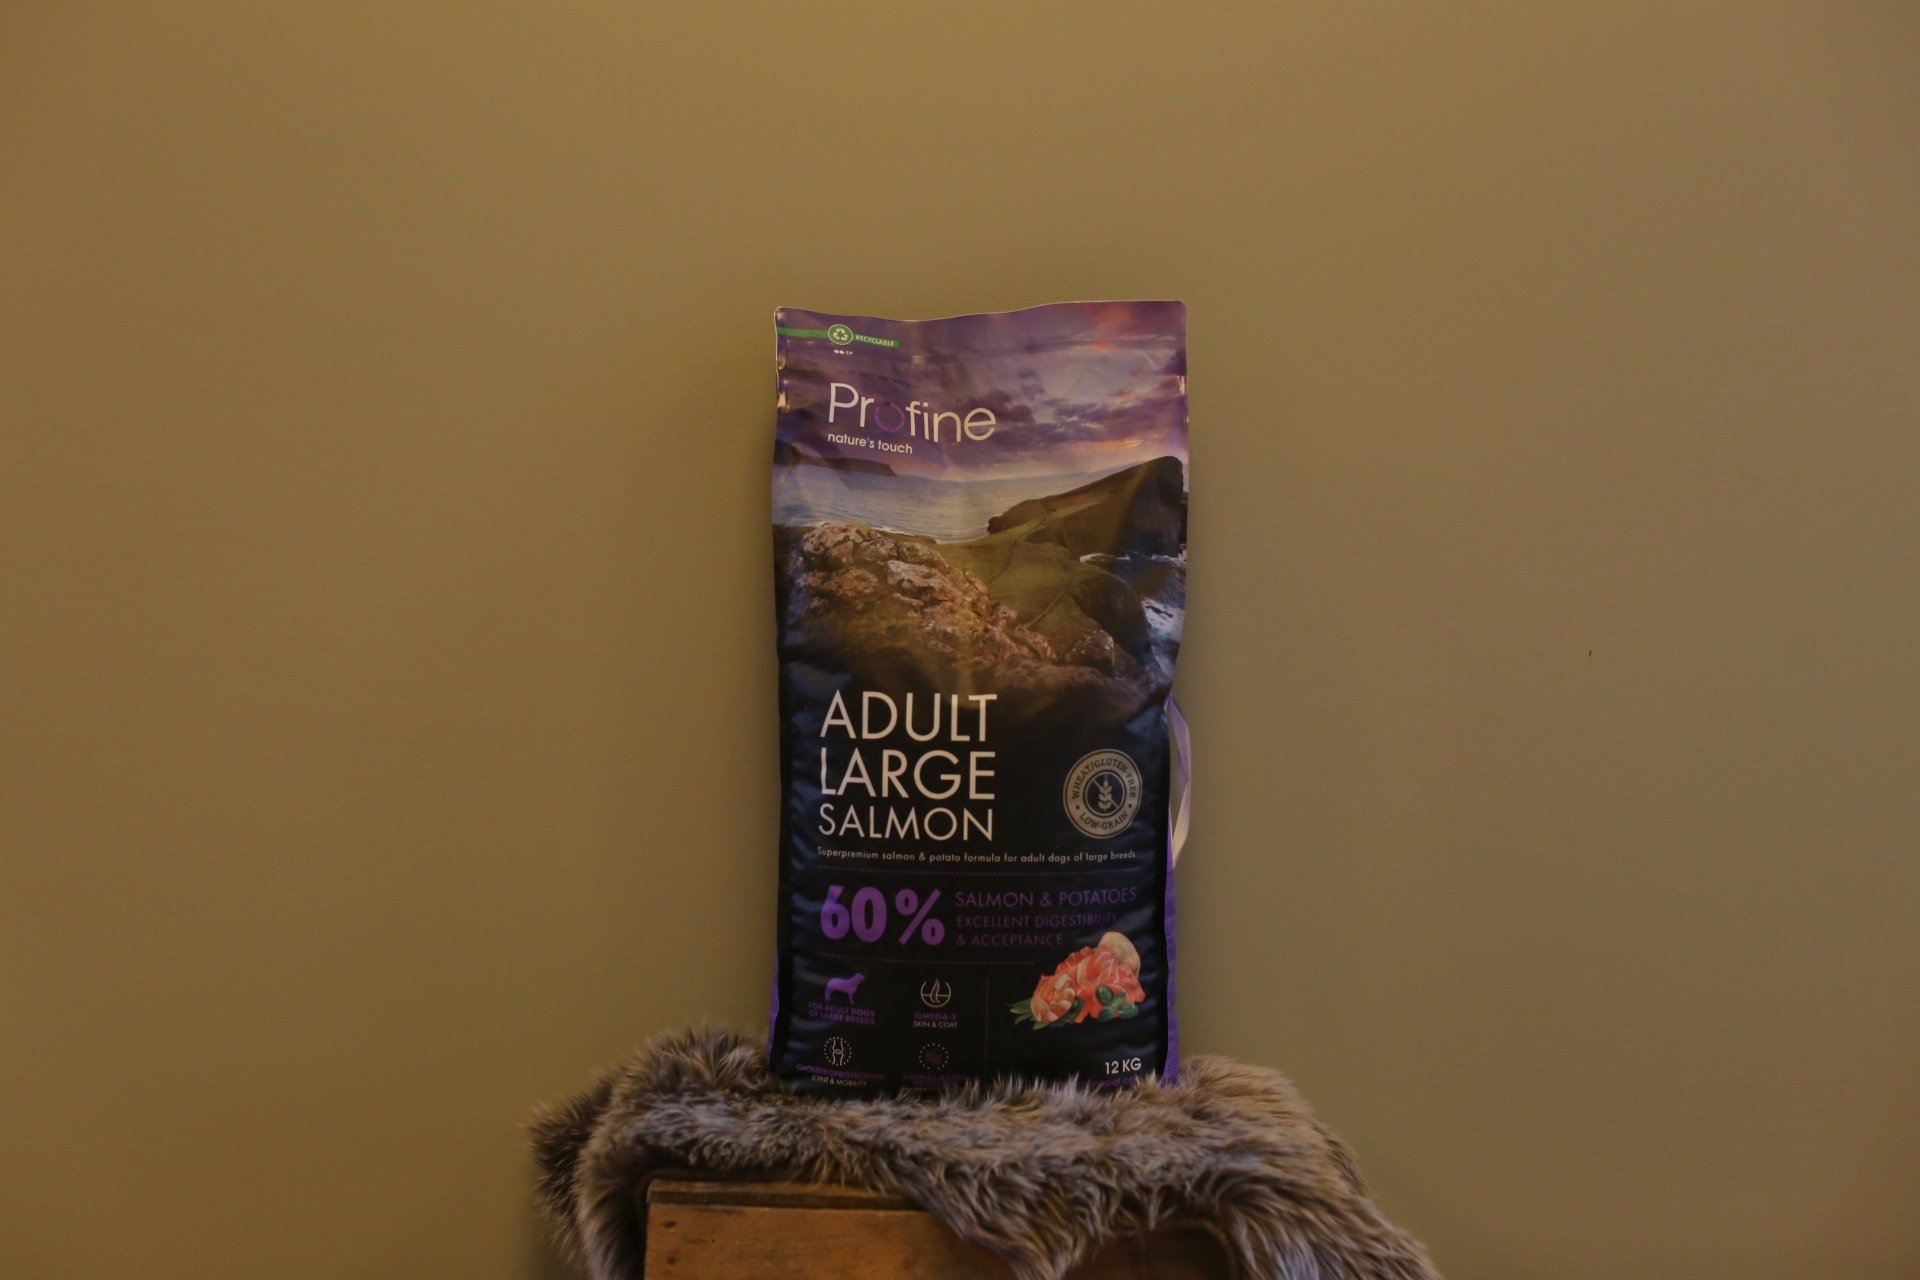 RECYCLABLE
ZIP
Profine
nature's touch
ADULT
LARGE
SALMON
WHEAT/GLUTEN-FREE
LOW-GRAIN
Superpremium salmon & potato formula for adult dogs of large breeds
60%
SALMON & POTATOES
EXCELLENT DIGESTIBILITY
& ACCEPTANCE
FOR ADULT DOGS
OF LARGE BREEDS
OMEGA-3
SKIN & COAT
CHONDROPROTECTIVES
JOINT & MOBILITY
12 KG